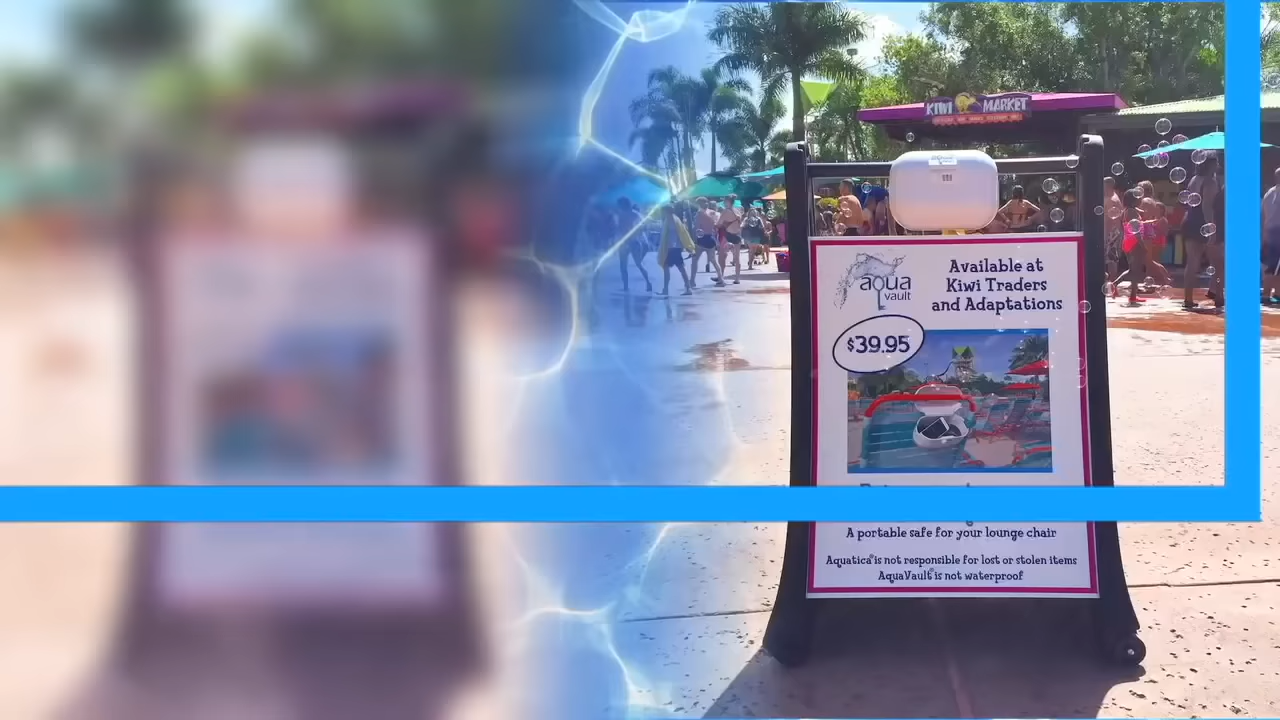 KIWI MARKET
aqua
vault
Available at
Kiwi Traders
and Adaptations
$39.95
A portable safe for your lounge chair
Aquatica® is not responsible for lost or stolen items
AquaVault® is not waterproof